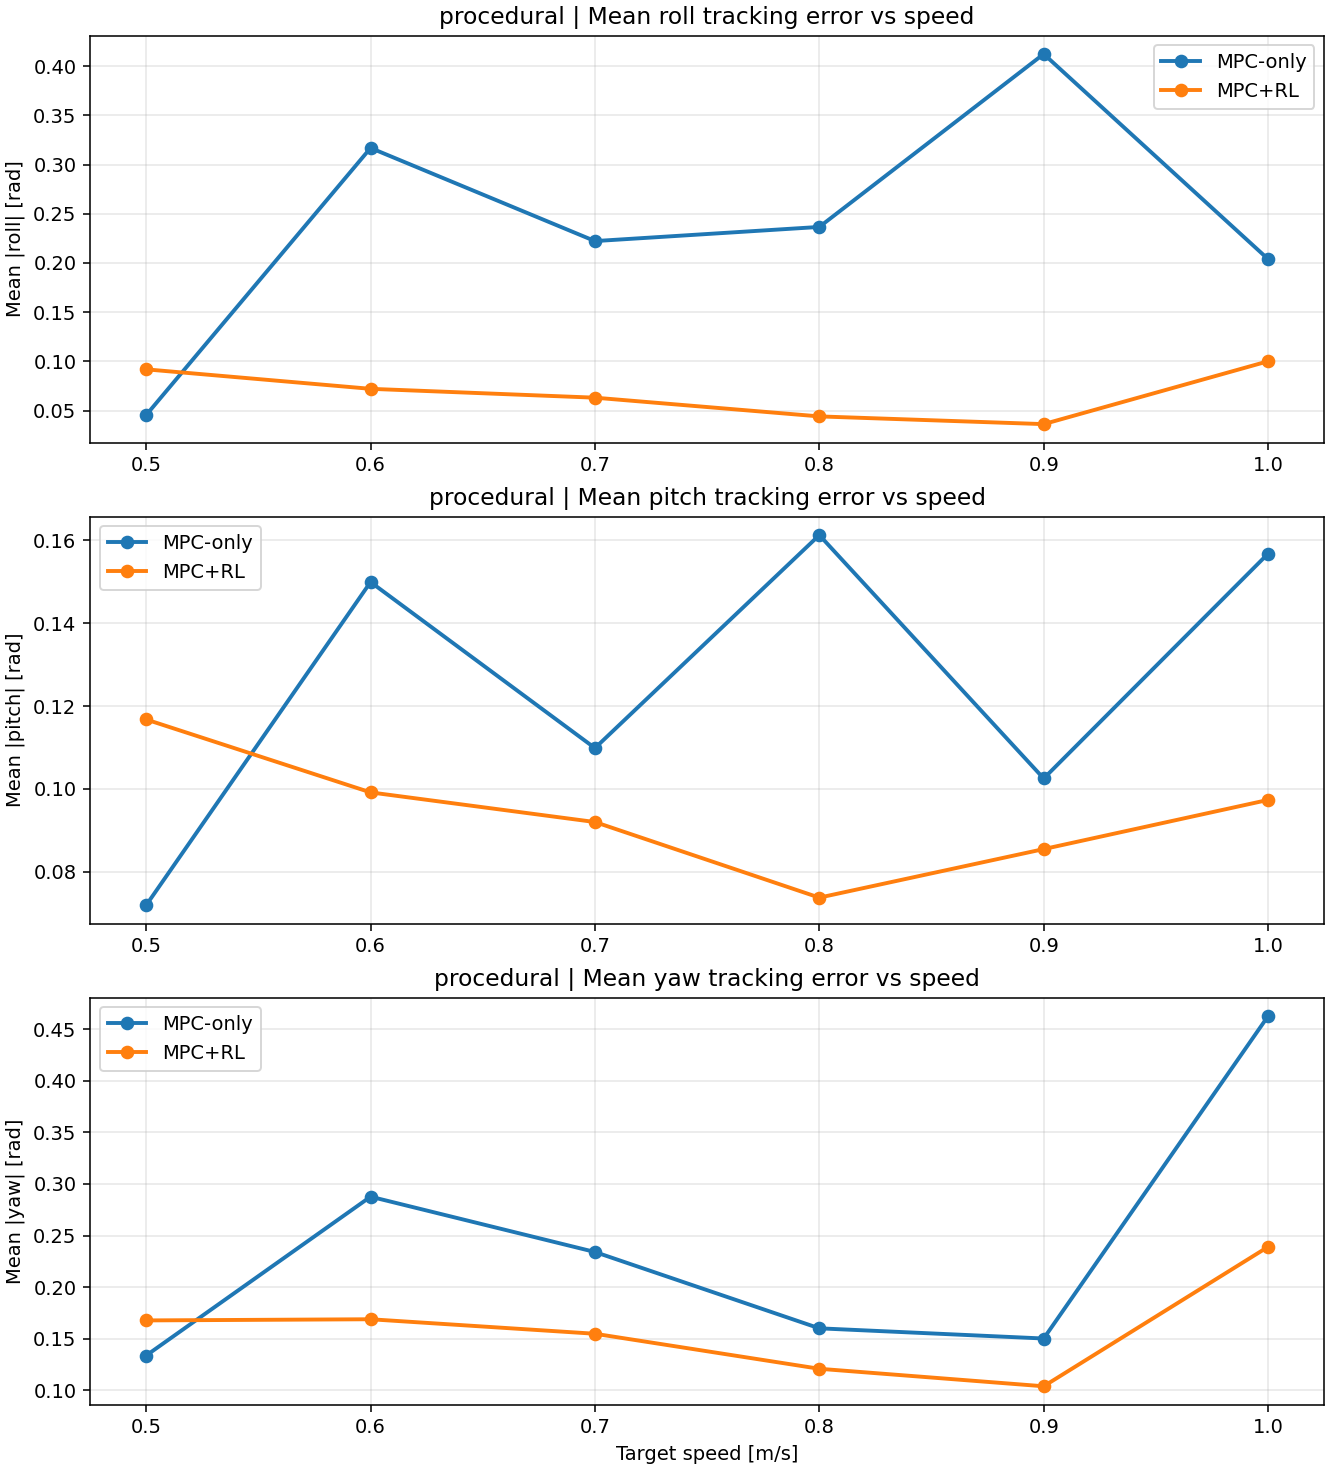 procedural | Mean roll tracking error vs speed
Mean |roll| [rad]
0.40
0.35
0.30
0.25
0.20
0.15
0.10
0.05
MPC-only
MPC+RL
0.5 0.6 0.7 0.8 0.9 1.0
procedural | Mean pitch tracking error vs speed
Mean |pitch| [rad]
0.16
0.14
0.12
0.10
0.08
MPC-only
MPC+RL
0.5 0.6 0.7 0.8 0.9 1.0
procedural | Mean yaw tracking error vs speed
Mean |yaw| [rad]
0.45
0.40
0.35
0.30
0.25
0.20
0.15
0.10
MPC-only
MPC+RL
0.5 0.6 0.7 0.8 0.9 1.0
Target speed [m/s]